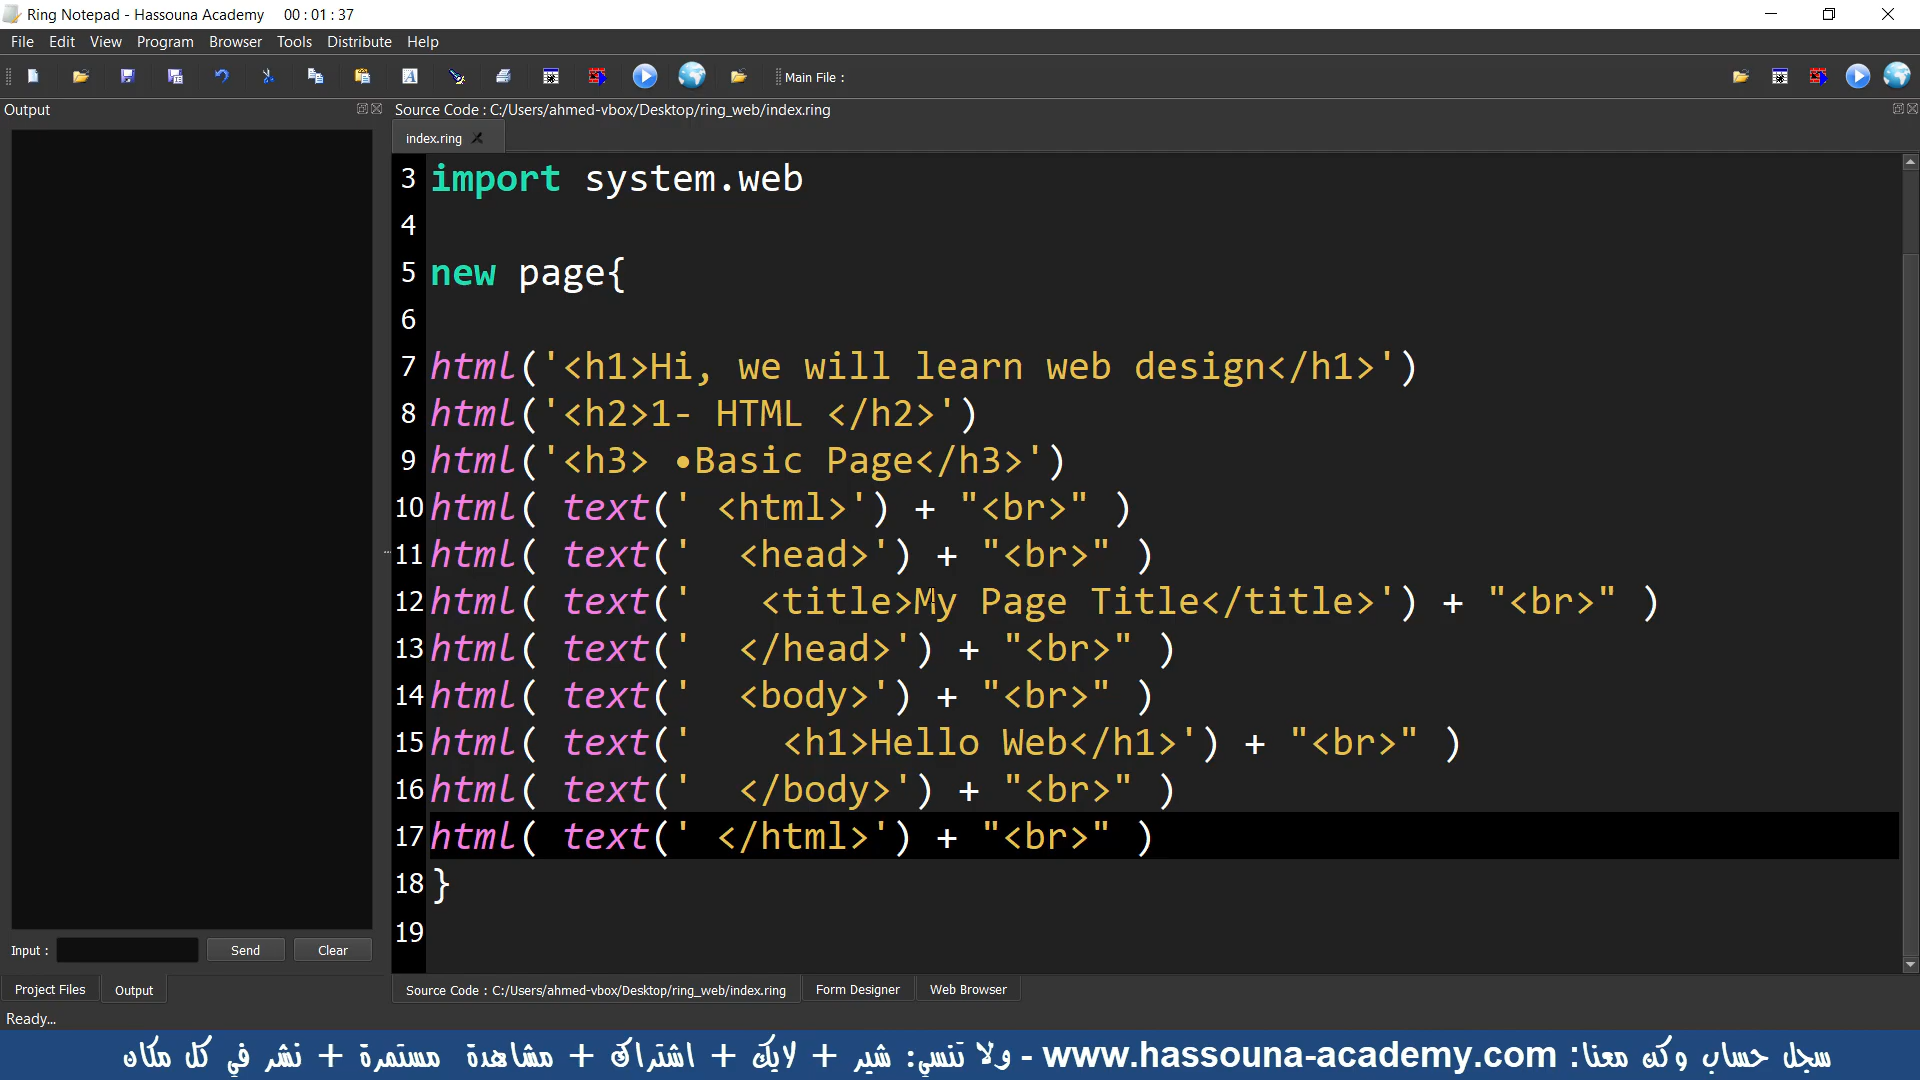 Ring Notepad - Hassouna Academy 00 : 01 : 37
File Edit View Program Browser Tools Distribute Help
Main File :
Output
Source Code : C:/Users/ahmed-vbox/Desktop/ring_web/index.ring
index.ring
3 import system.web
4
5 new page{
6
7 html('<h1>Hi, we will learn web design</h1>')
8 html('<h2>1- HTML </h2>')
9 html('<h3> •Basic Page</h3>')
10 html( text(' <html>') + "<br>" )
11 html( text('  <head>') + "<br>" )
12 html( text('   <title>My Page Title</title>') + "<br>" )
13 html( text('  </head>') + "<br>" )
14 html( text('  <body>') + "<br>" )
15 html( text('    <h1>Hello Web</h1>') + "<br>" )
16 html( text('  </body>') + "<br>" )
17 html( text(' </html>') + "<br>" )
18 }
19
Input : Send Clear
Project Files Output
Source Code : C:/Users/ahmed-vbox/Desktop/ring_web/index.ring Form Designer Web Browser
Ready...
سجل حساب وكن معنا: www.hassouna-academy.com - ولا تنسي: شير + لايك + اشتراك + مشاهدة مستمرة + نشر في كل مكان